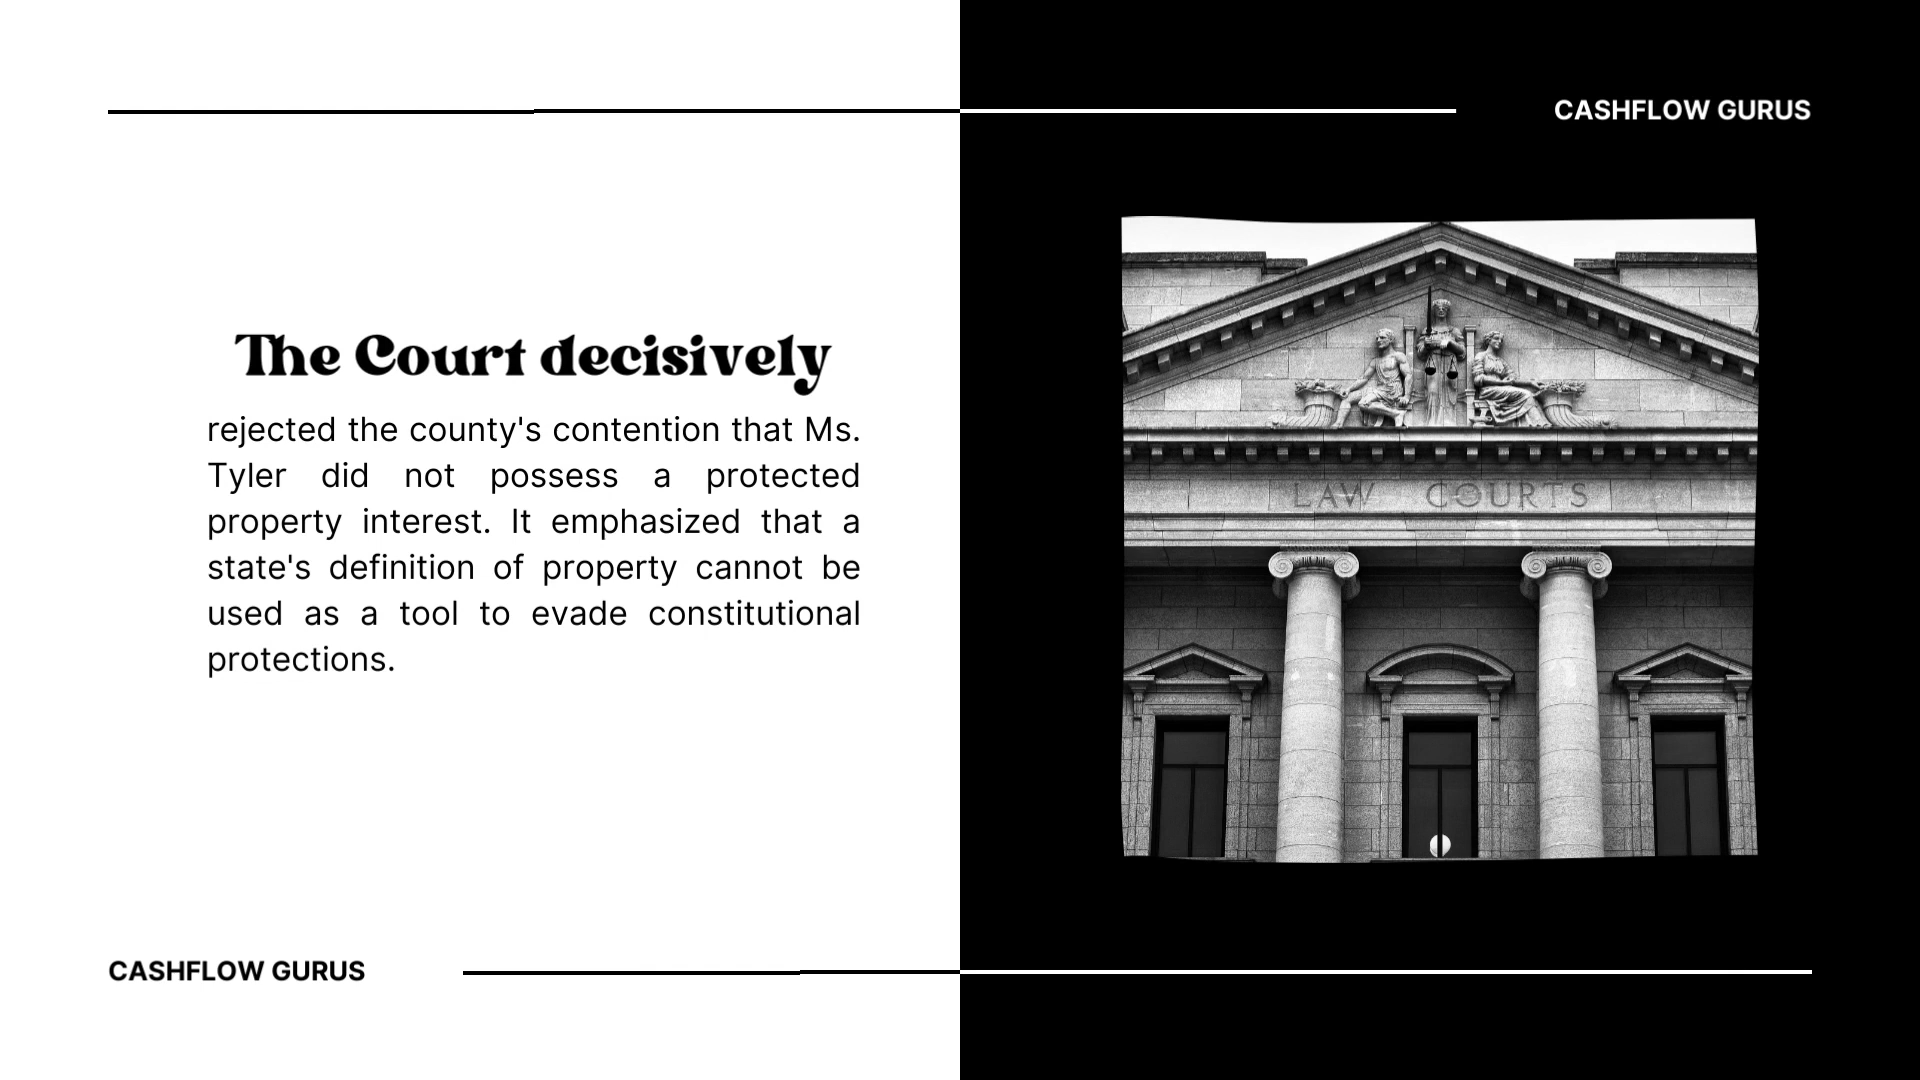 CASHFLOW GURUS
The Court decisively
rejected the county's contention that Ms.
Tyler did not possess a protected
property interest. It emphasized that a
state's definition of property cannot be
used as a tool to evade constitutional
protections.
LAW COURTS
CASHFLOW GURUS